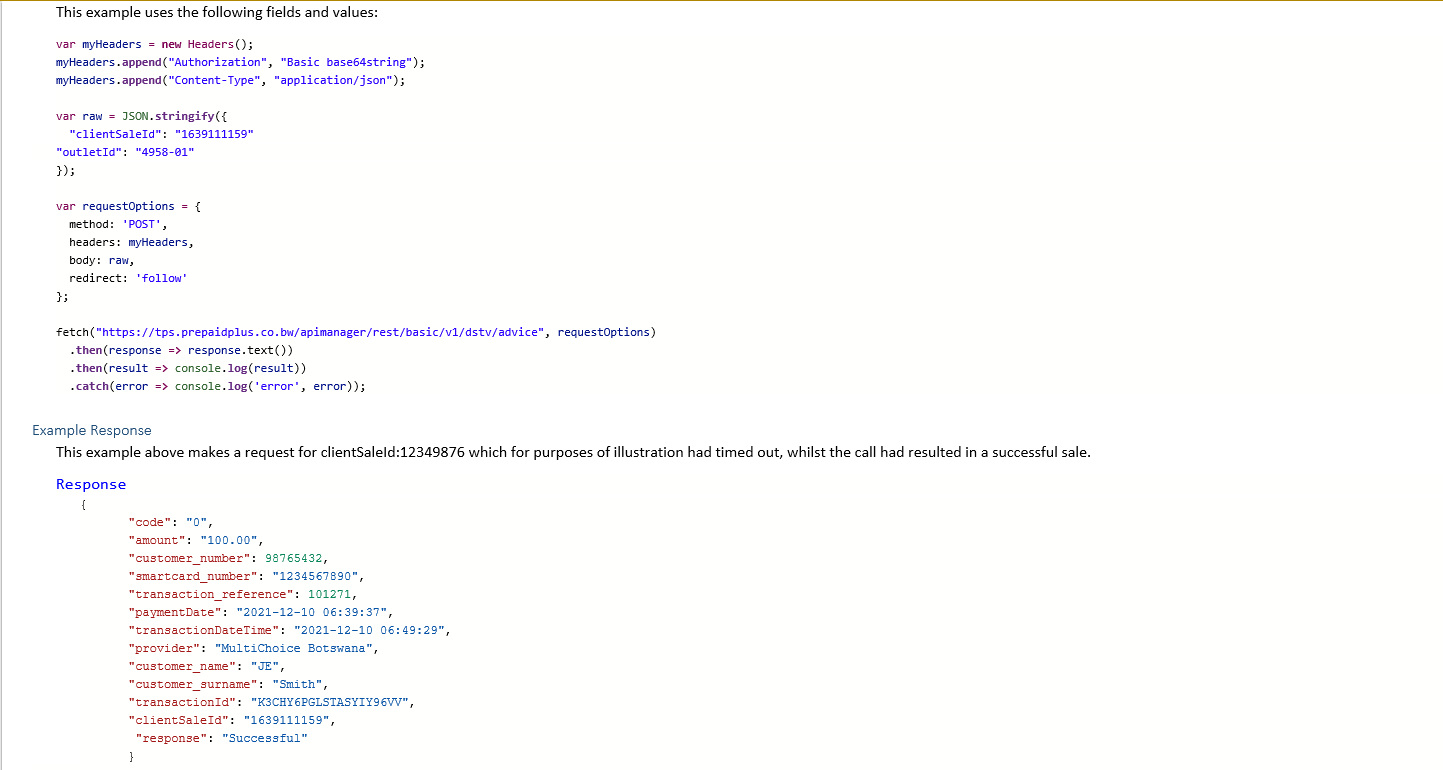 This example uses the following fields and values:
var myHeaders = new Headers();
myHeaders.append("Authorization", "Basic base64string");
myHeaders.append("Content-Type", "application/json");
var raw = JSON.stringify({
"clientSaleId": "1639111159"
"outletId": "4958-01"
});
var requestOptions = {
method: 'POST',
headers: myHeaders,
body: raw,
redirect: 'follow'
};
fetch("https://tps.prepaidplus.co.bw/apimanager/rest/basic/v1/dstv/advice", requestOptions)
.then(response => response.text())
.then(result => console.log(result))
.catch(error => console.log('error', error));
Example Response
This example above makes a request for clientSaleId:12349876 which for purposes of illustration had timed out, whilst the call had resulted in a successful sale.
Response
{
"code": "0",
"amount": "100.00",
"customer_number": 98765432,
"smartcard_number": "1234567890",
"transaction_reference": 101271,
"paymentDate": "2021-12-10 06:39:37",
"transactionDateTime": "2021-12-10 06:49:29",
"provider": "MultiChoice Botswana",
"customer_name": "JE",
"customer_surname": "Smith",
"transactionId": "K3CHY6PGLSTASYIY96VV",
"clientSaleId": "1639111159",
"response": "Successful"
}